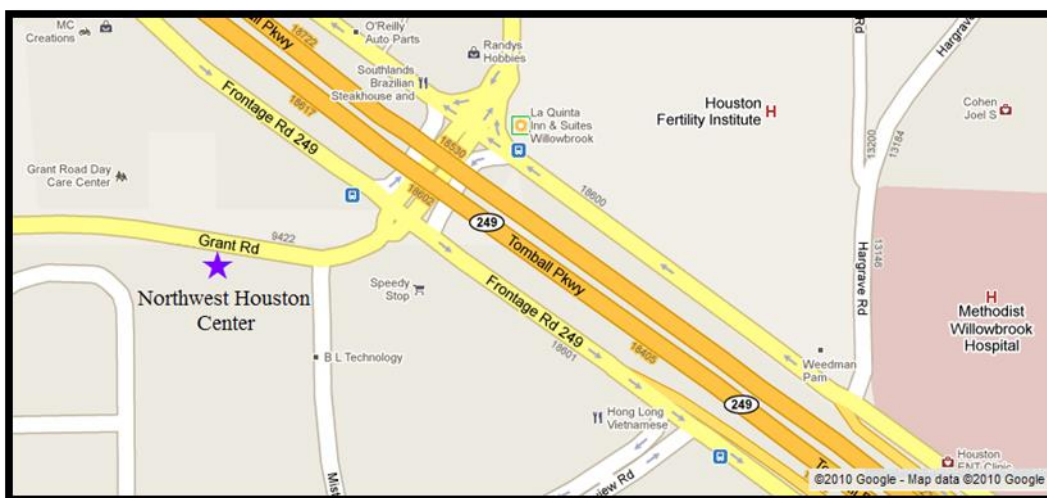 MC
Creations
O'Reilly
Auto Parts
18722
Pkwy
Randys
Hobbies
Southlands
Brazilian
Steakhouse and
Frontage Rd 249
18617
La Quinta
Inn & Suites
Willowbrook
Houston
Fertility Institute
H
Rd
Hargrave
Cohen
Joel S
13200
13184
18530
18602
18600
Grant Road Day
Care Center
249
Tomball Pkwy
9422
Grant Rd
Northwest Houston
Center
Speedy
Stop
Frontage Rd 249
18601
18405
Hargrave Rd
13146
H
Methodist
Willowbrook
Hospital
B L Technology
Weedman
Pam
249
Hong Long
Vietnamese
view Rd
Houston
ENT Clinic
©2010 Google - Map data ©2010 Google